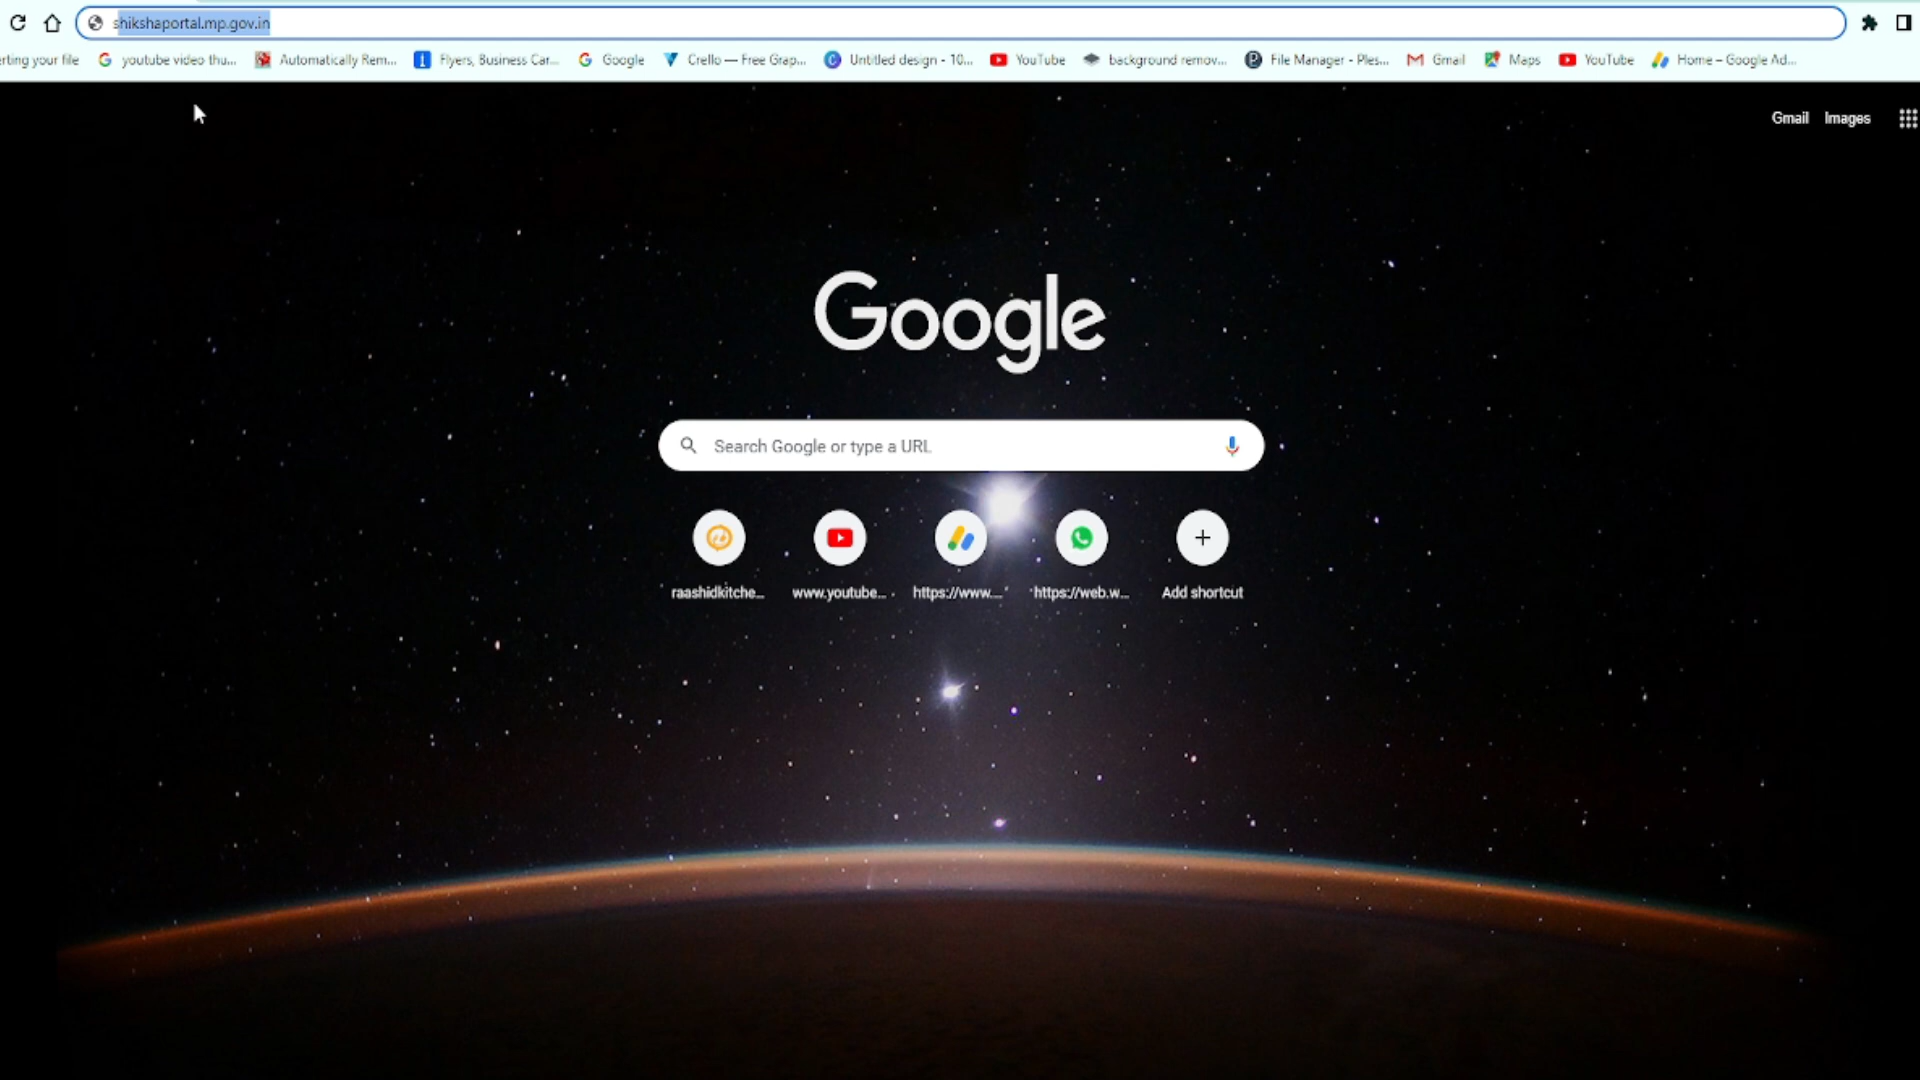 shikshaportal.mp.gov.in
rting your file youtube video thu... Automatically Rem... Flyers, Business Car... Google Crello — Free Grap... Untitled design - 10... YouTube background remov... File Manager - Ples... Gmail Maps YouTube Home – Google Ad...
Gmail Images
Google
Search Google or type a URL
raashidkitche... www.youtube... https://www.... https://web.w... Add shortcut